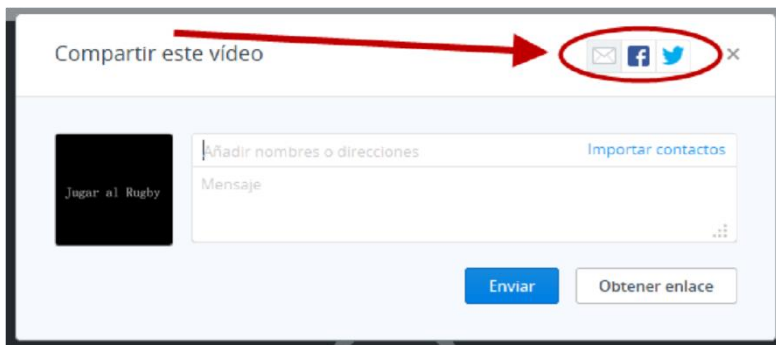 Compartir este vídeo
Añadir nombres o direcciones
Importar contactos
Jugar al Rugby
Mensaje
Enviar
Obtener enlace